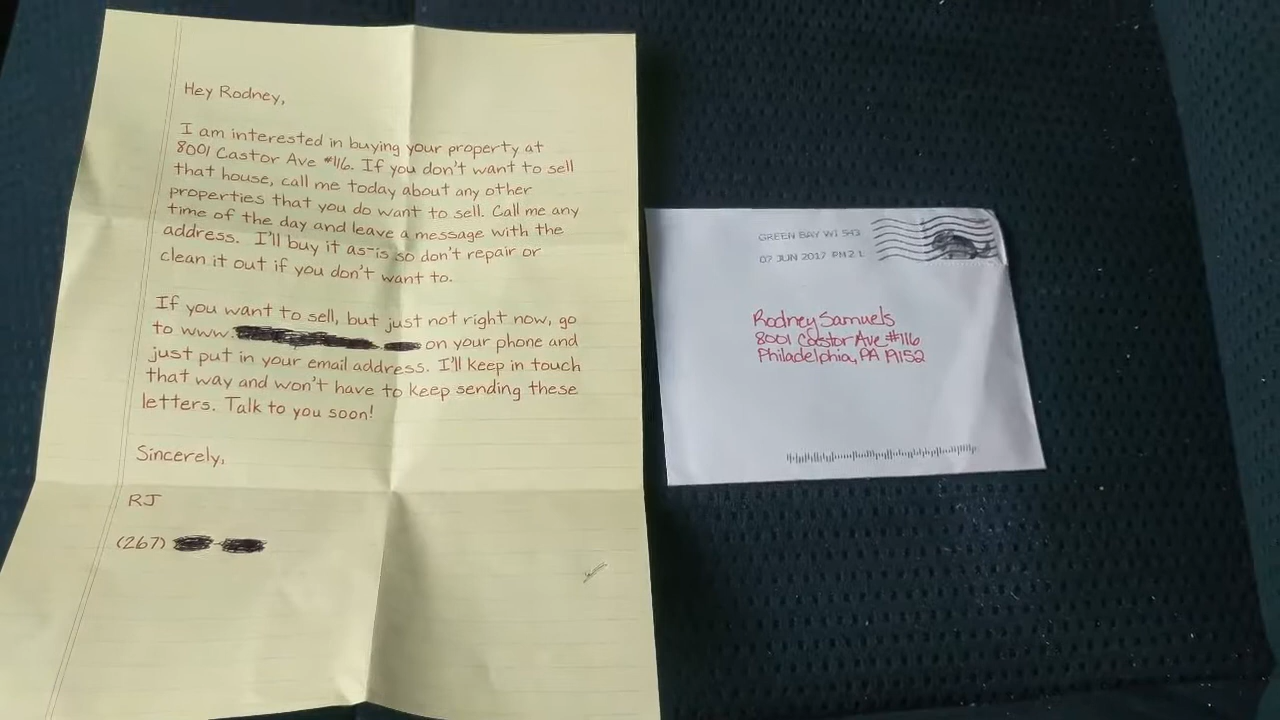 Hey Rodney,
I am interested in buying your property at
8001 Castor Ave #116. If you don't want to sell
that house, call me today about any other
properties that you do want to sell. Call me any
time of the day and leave a message with the
address. I'll buy it as-is so don't repair or
clean it out if you don't want to.
If you want to sell, but just not right now, go
to www. on your phone and
just put in your email address. I'll keep in touch
that way and won't have to keep sending these
letters. Talk to you soon!
Sincerely,
RJ
(267) -
GREEN BAY WI 543
07 JUN 2017 PM 2 L
Rodney Samuels
8001 Castor Ave #116
Philadelphia, PA 19152